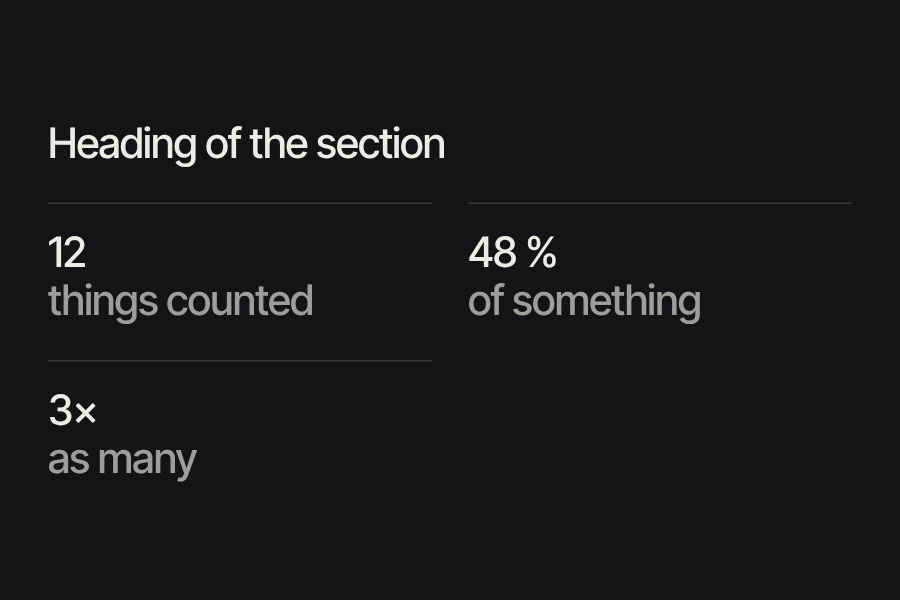 Heading of the section
12
things counted
48 %
of something
3×
as many